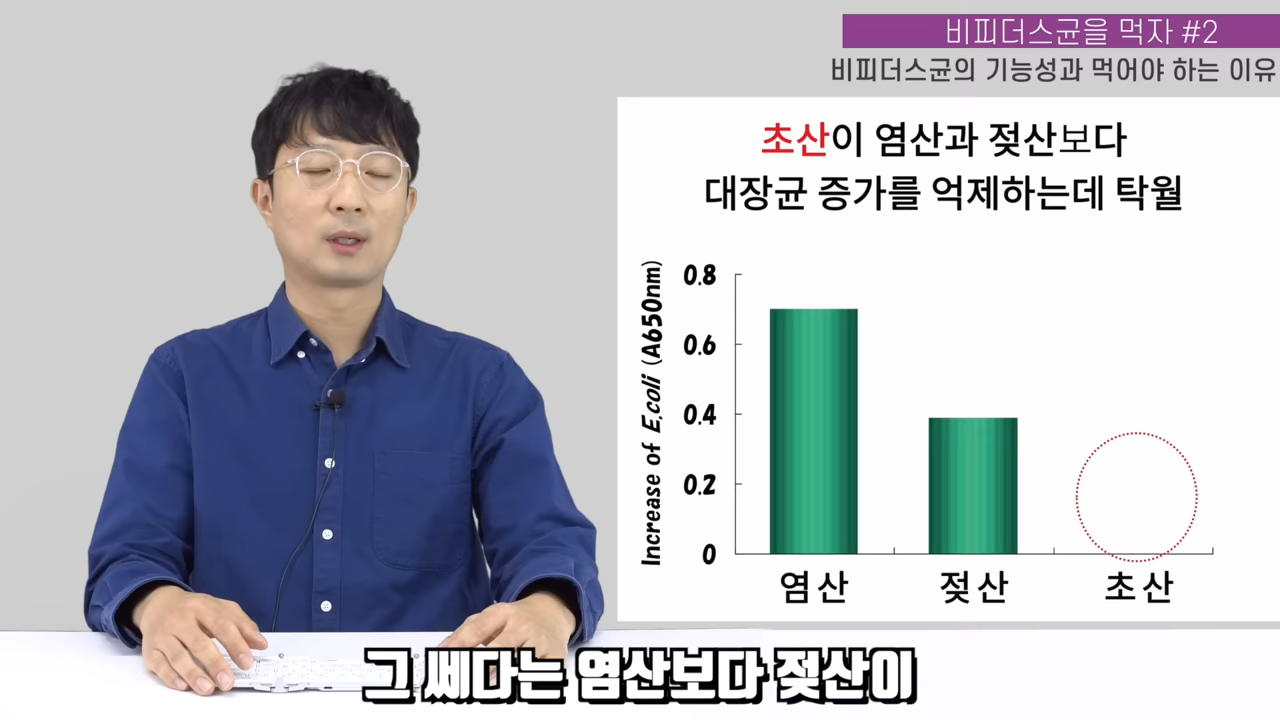 비피더스균을 먹자 #2
비피더스균의 기능성과 먹어야 하는 이유
초산이 염산과 젖산보다
대장균 증가를 억제하는데 탁월
Increase of E.coli (A650nm)
0.8
0.6
0.4
0.2
0
염산
젖산
초산
그 쎄다는 염산보다 젖산이